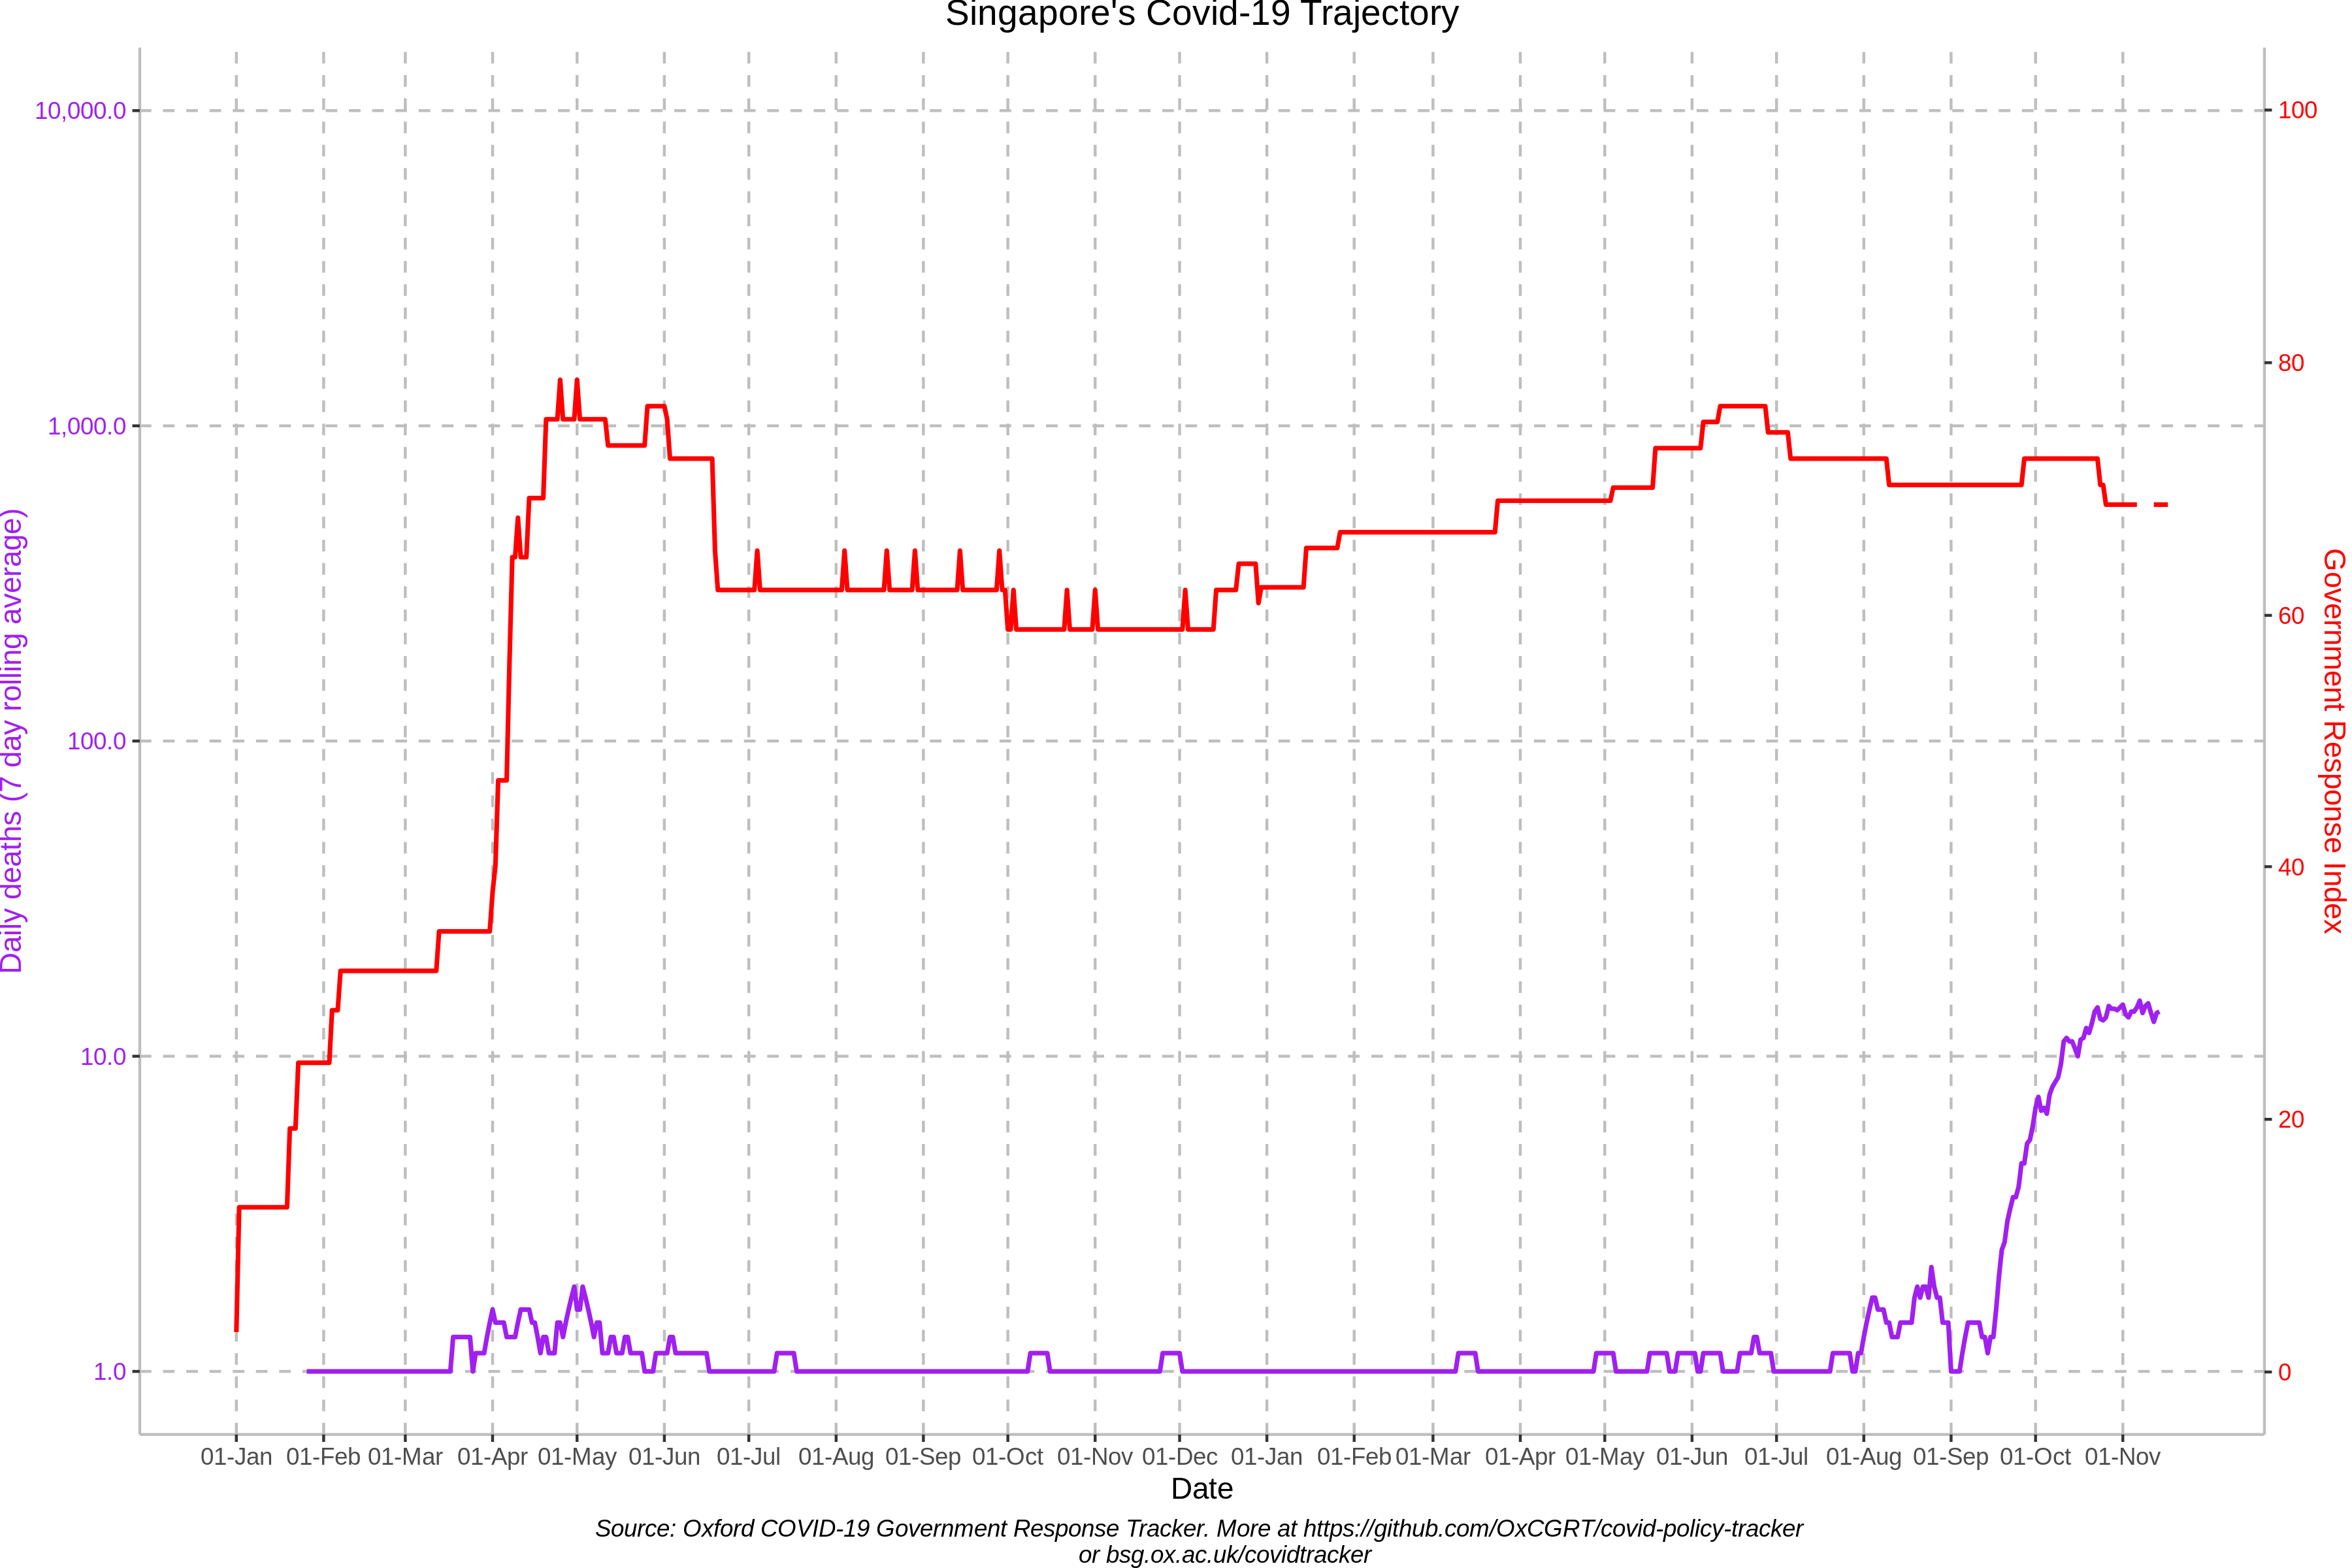 Singapore's Covid-19 Trajectory
10,000.0
1,000.0
100.0
10.0
1.0
Daily deaths (7 day rolling average)
100
80
60
40
20
0
Government Response Index
01-Jan 01-Feb 01-Mar 01-Apr 01-May 01-Jun 01-Jul 01-Aug 01-Sep 01-Oct 01-Nov 01-Dec 01-Jan 01-Feb 01-Mar 01-Apr 01-May 01-Jun 01-Jul 01-Aug 01-Sep 01-Oct 01-Nov
Date
Source: Oxford COVID-19 Government Response Tracker. More at https://github.com/OxCGRT/covid-policy-tracker
or bsg.ox.ac.uk/covidtracker